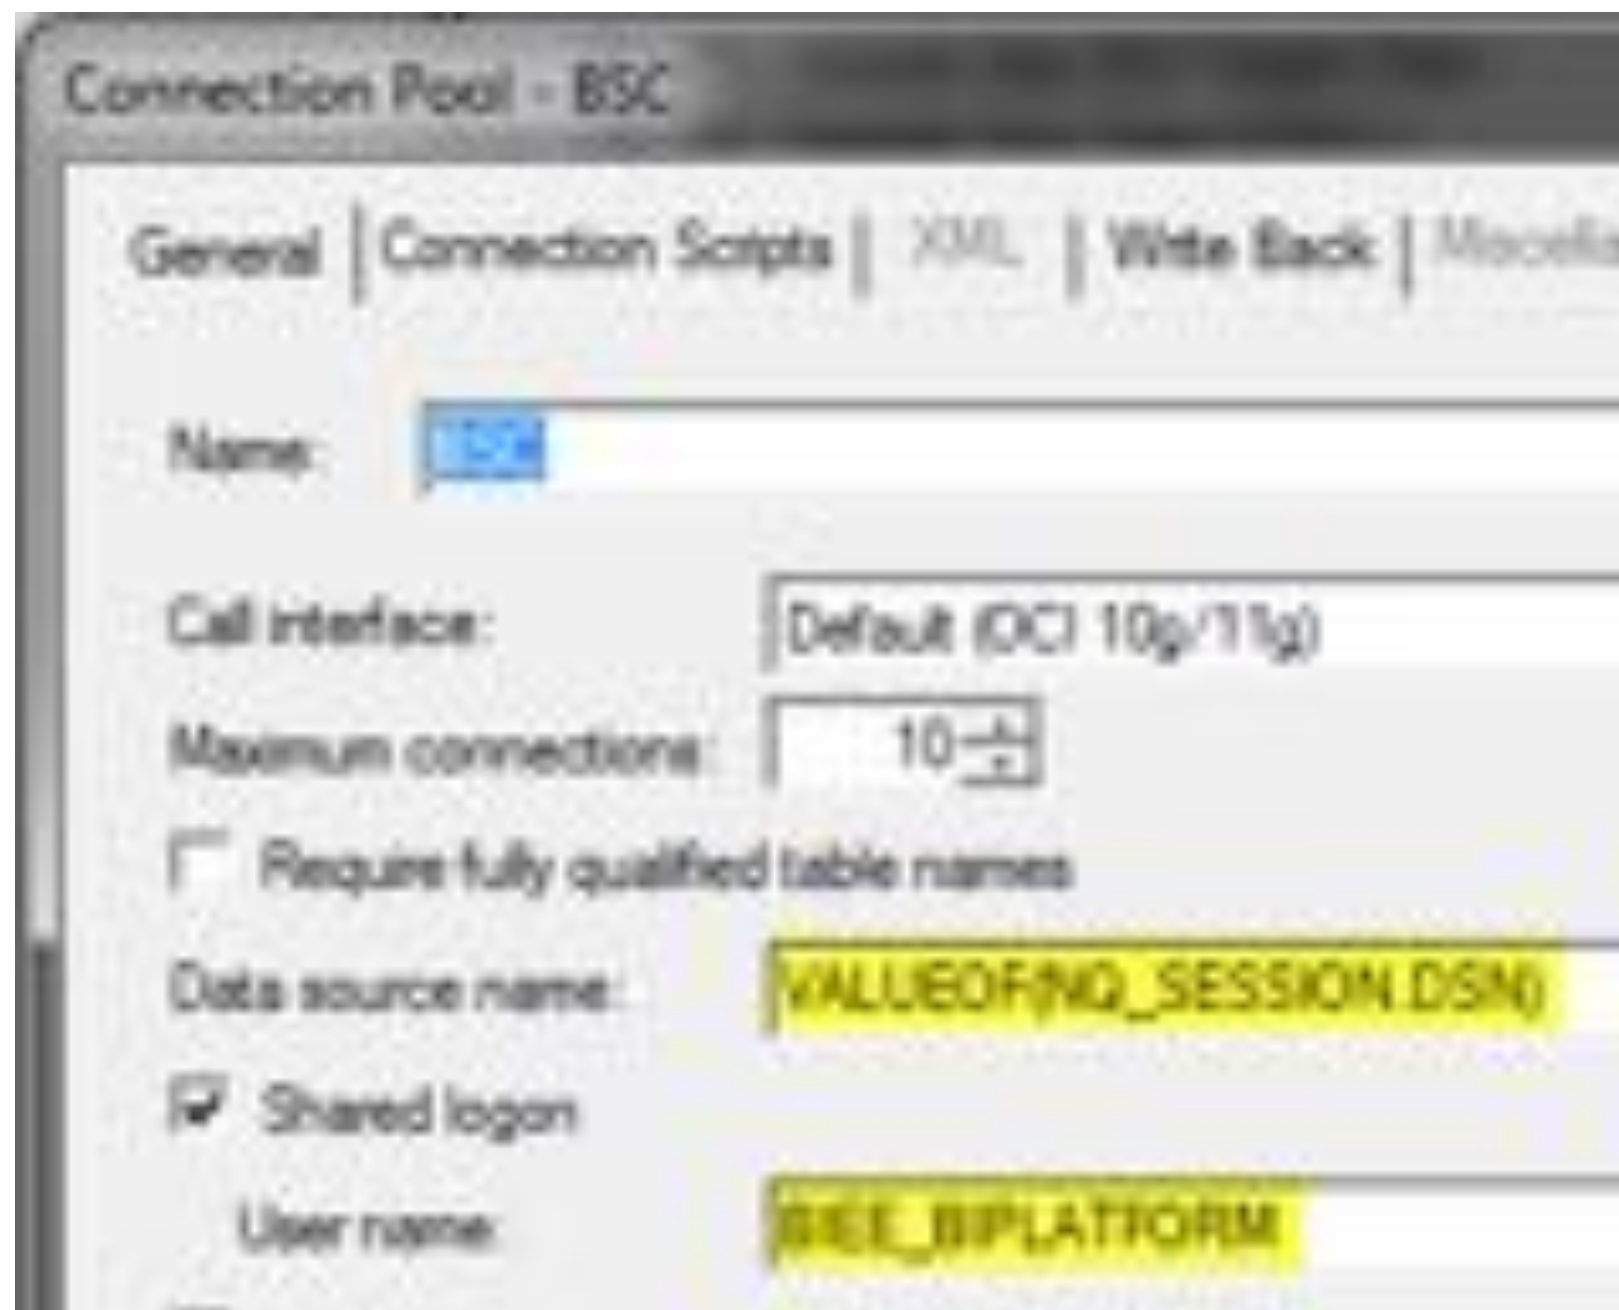 Connection Pool - BSC
General Connection Scripts XML Write Back
Name:
Call interface: Default (OCI 10g/11g)
Maximum connections: 10
Require fully qualified table names
Data source name: VALUEOF(NQ_SESSION.DSN)
Shared logon
User name: BIEE_BIPLATFORM